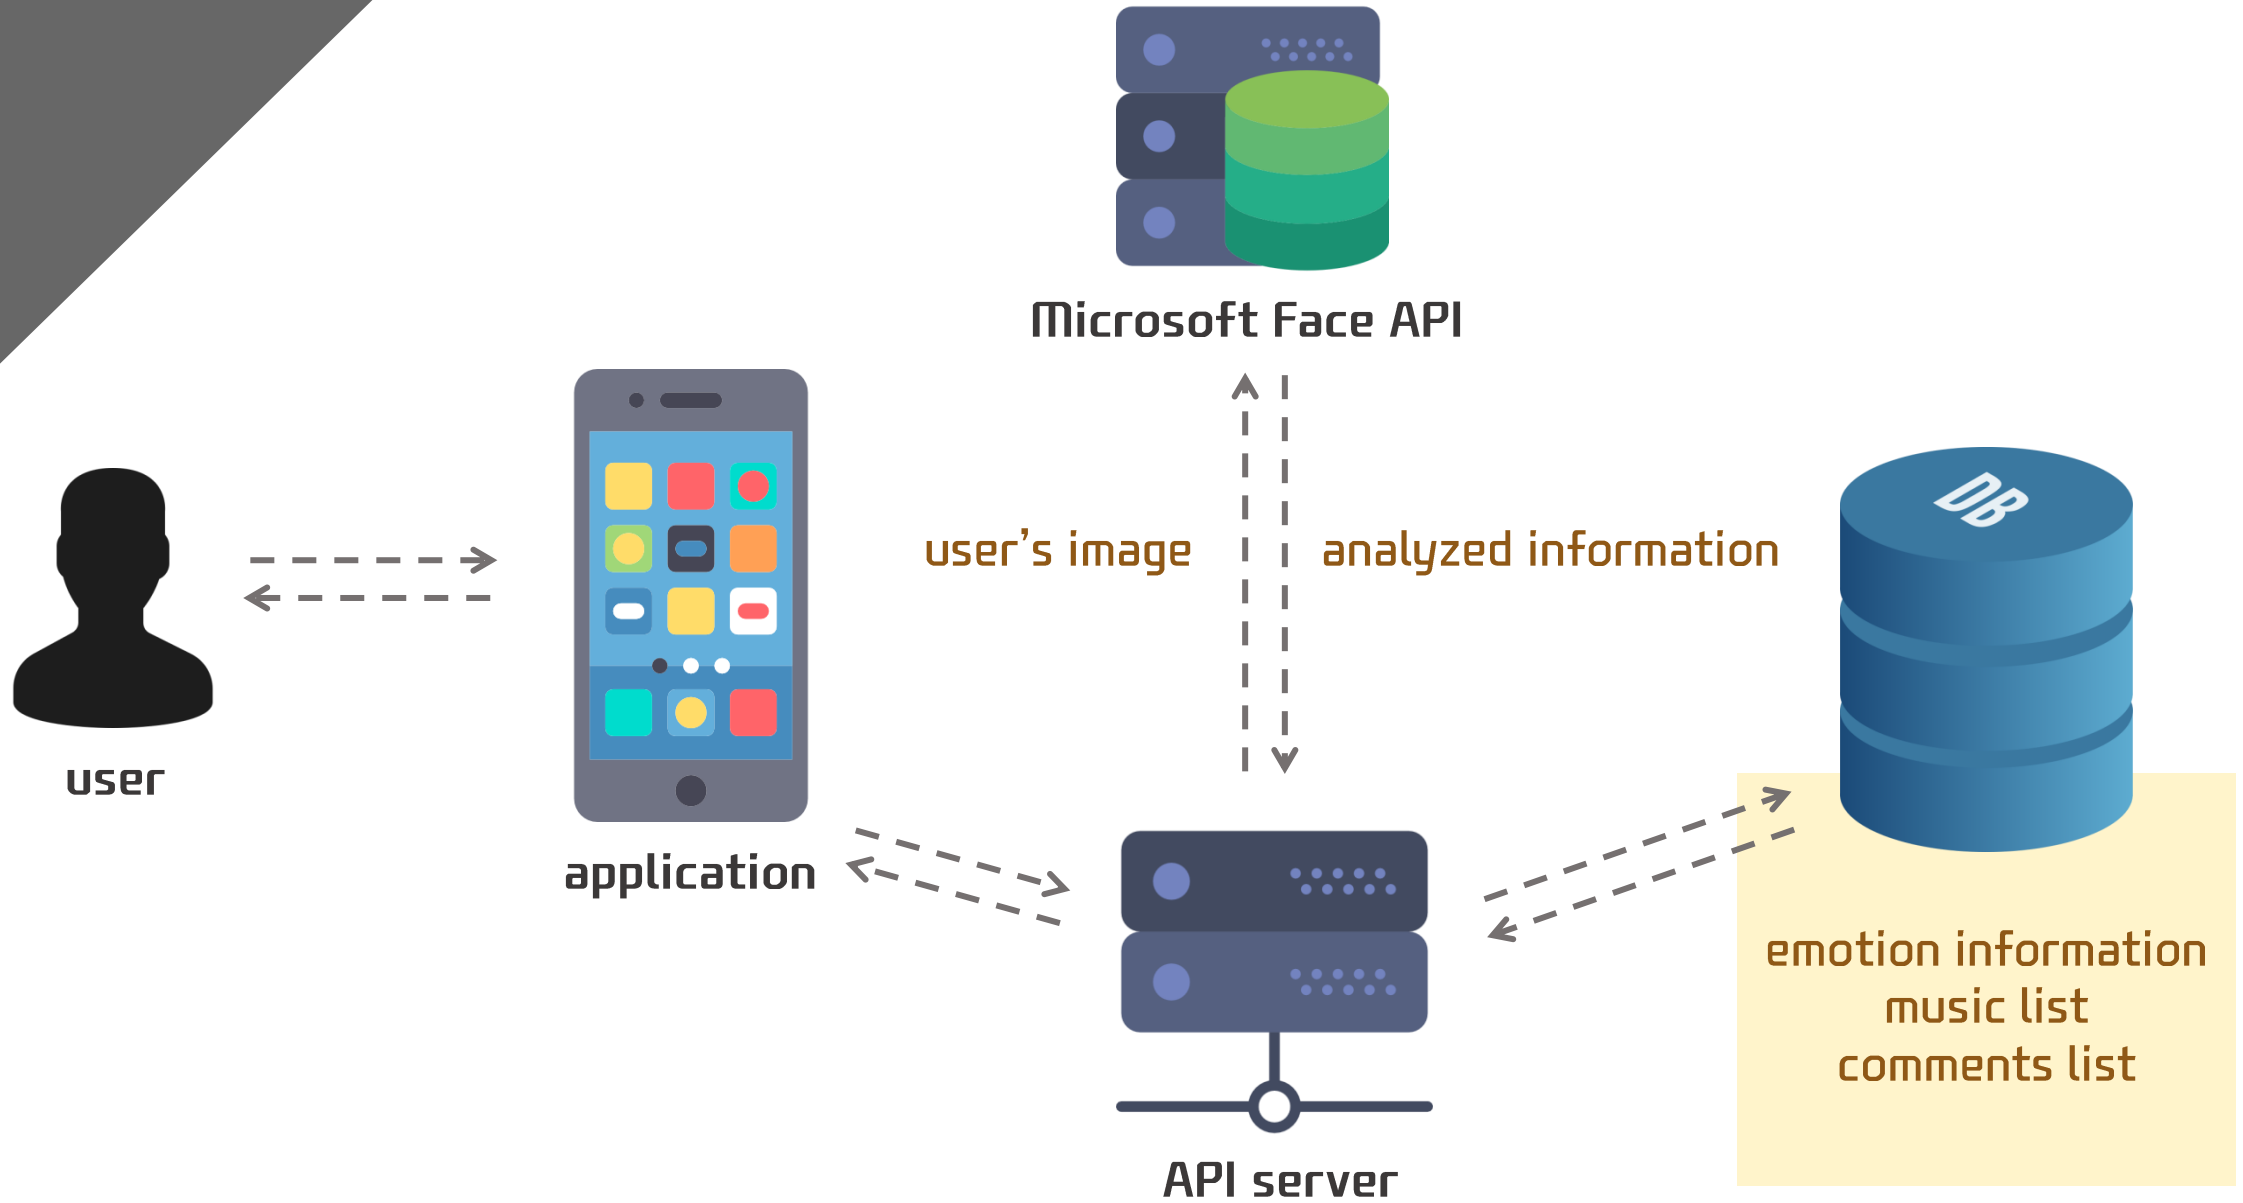 Microsoft Face API
user's image
analyzed information
DB
user
application
emotion information
music list
comments list
API server